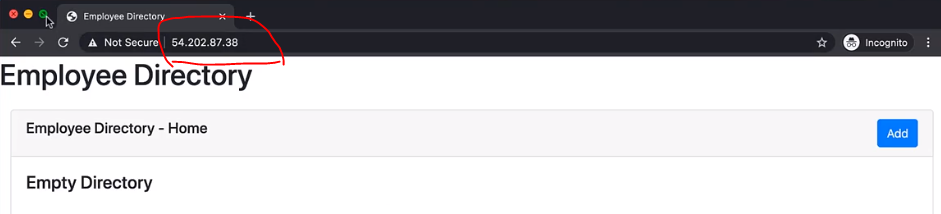 Employee Directory
Not Secure 54.202.87.38 Incognito
Employee Directory
Employee Directory - Home Add
Empty Directory